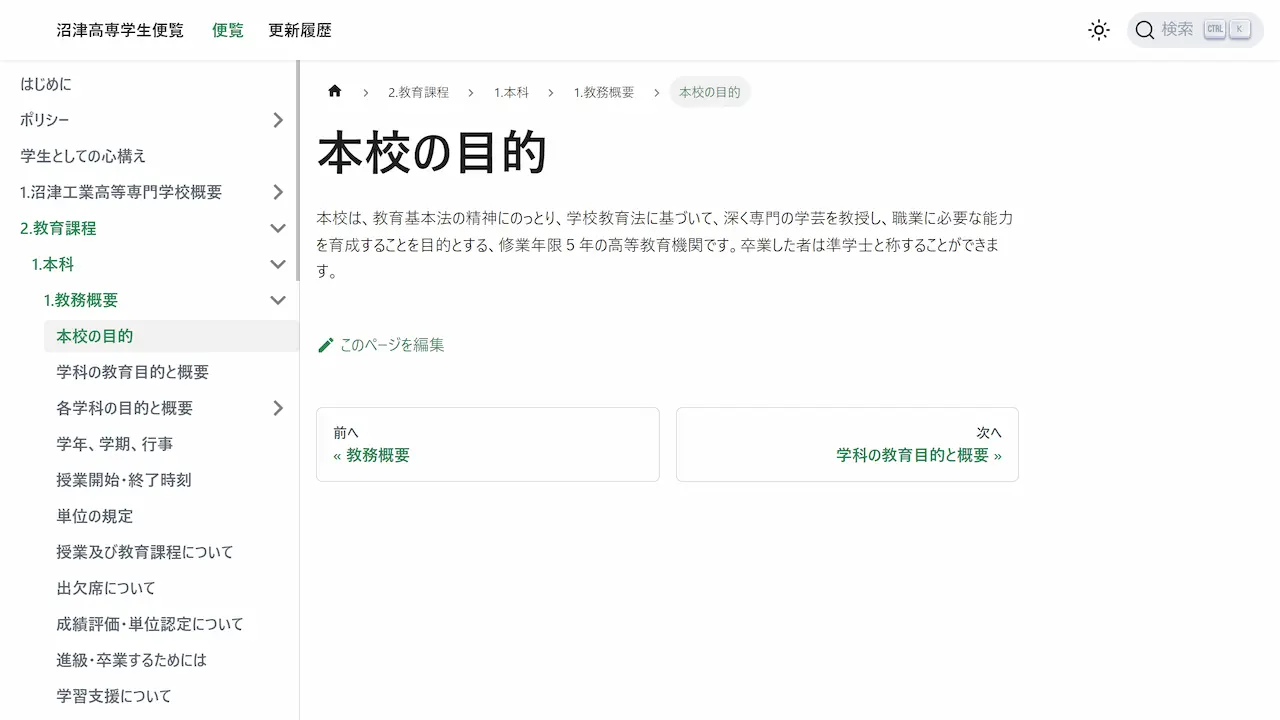 沼津高専学生便覧 便覧 更新履歴 検索 CTRL K
はじめに
ポリシー
学生としての心構え
1.沼津工業高等専門学校概要
2.教育課程
1.本科
1.教務概要
本校の目的
学科の教育目的と概要
各学科の目的と概要
学年、学期、行事
授業開始・終了時刻
単位の規定
授業及び教育課程について
出欠席について
成績評価・単位認定について
進級・卒業するためには
学習支援について
2.教育課程 1.本科 1.教務概要 本校の目的
本校の目的
本校は、教育基本法の精神にのっとり、学校教育法に基づいて、深く専門の学芸を教授し、職業に必要な能力
を育成することを目的とする、修業年限 5 年の高等教育機関です。卒業した者は準学士と称することができま
す。
このページを編集
前へ
« 教務概要
次へ
学科の教育目的と概要 »